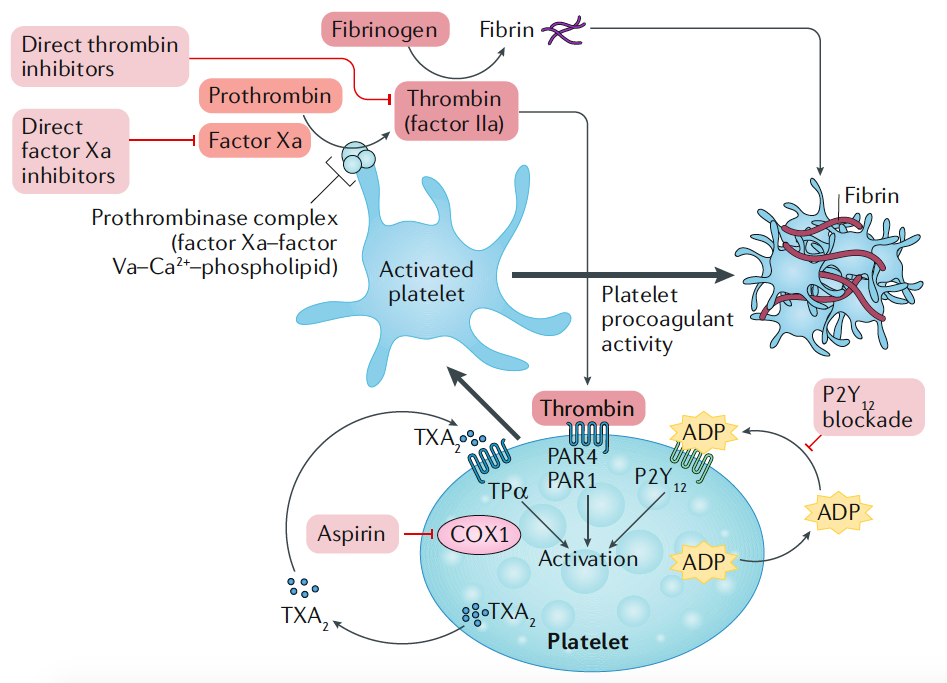 Direct thrombin
inhibitors
Fibrinogen
Fibrin
Prothrombin
Thrombin
(factor IIa)
Direct
factor Xa
inhibitors
Factor Xa
Prothrombinase complex
(factor Xa–factor
Va–Ca2+–phospholipid)
Activated
platelet
Fibrin
Platelet
procoagulant
activity
Thrombin
P2Y12
blockade
TXA2
ADP
PAR4
PAR1
TPα
P2Y12
ADP
Aspirin
COX1
Activation
ADP
TXA2
TXA2
Platelet